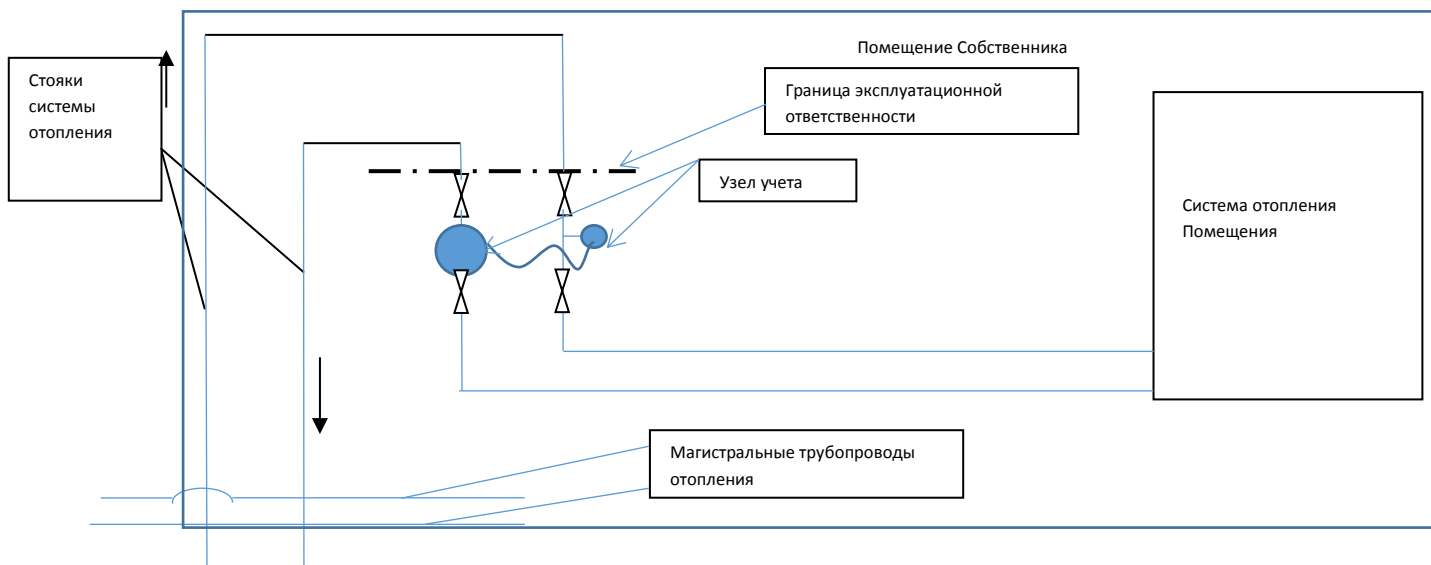 Помещение Собственника
Стояки
системы
отопления
Граница эксплуатационной
ответственности
Узел учета
Система отопления
Помещения
Магистральные трубопроводы
отопления